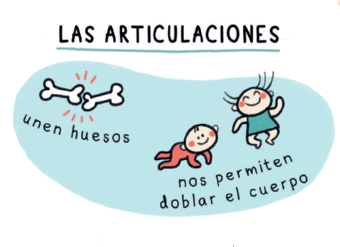 LAS ARTICULACIONES
unen huesos
nos permiten
doblar el cuerpo